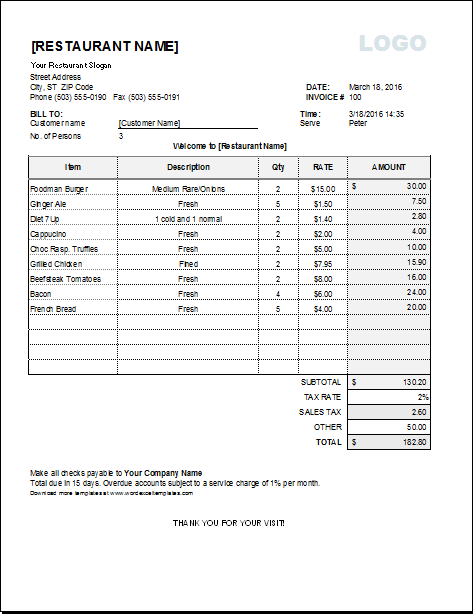 [RESTAURANT NAME] LOGO
Your Restaurant Slogan
Street Address
City, ST ZIP Code DATE: March 18, 2016
Phone (503) 555-0190 Fax (503) 555-0191 INVOICE # 100
BILL TO: Time: 3/18/2016 14:35
Customer name [Customer Name] Serve Peter
No. of Persons 3
Welcome to [Restaurant Name]
Item Description Qty RATE AMOUNT
Foodman Burger Medium Rare/Onions 2 $15.00 $ 30.00
Ginger Ale Fresh 5 $1.50 7.50
Diet 7 Up 1 cold and 1 normal 2 $1.40 2.80
Cappucino Fresh 2 $2.00 4.00
Choc Rasp. Truffles Fresh 2 $5.00 10.00
Grilled Chicken Fined 2 $7.95 15.90
Beefsteak Tomatoes Fresh 2 $8.00 16.00
Bacon Fresh 4 $6.00 24.00
French Bread Fresh 5 $4.00 20.00
SUBTOTAL $ 130.20
TAX RATE 2%
SALES TAX 2.60
OTHER 50.00
TOTAL $ 182.80
Make all checks payable to Your Company Name
Total due in 15 days. Overdue accounts subject to a service charge of 1% per month.
Download more templates at www.wordexceltemplates.com
THANK YOU FOR YOUR VISIT!